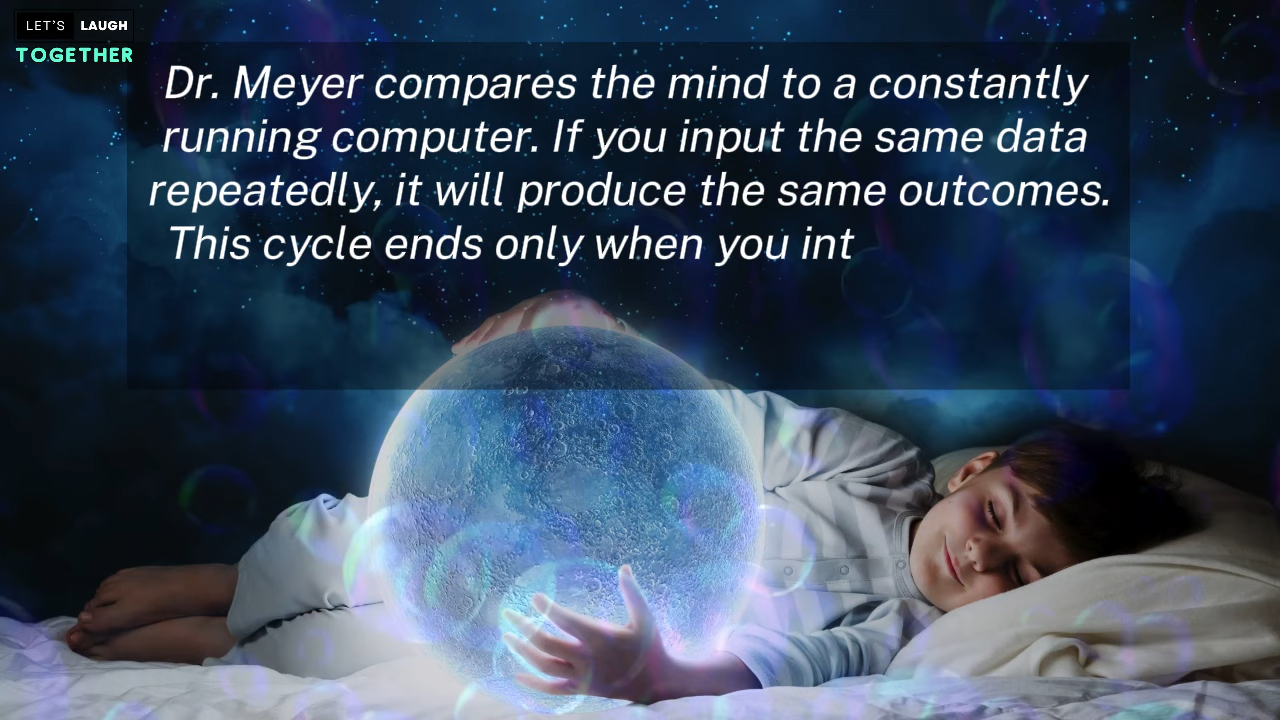 LET'S LAUGH
TOGETHER
Dr. Meyer compares the mind to a constantly
running computer. If you input the same data
repeatedly, it will produce the same outcomes.
This cycle ends only when you int